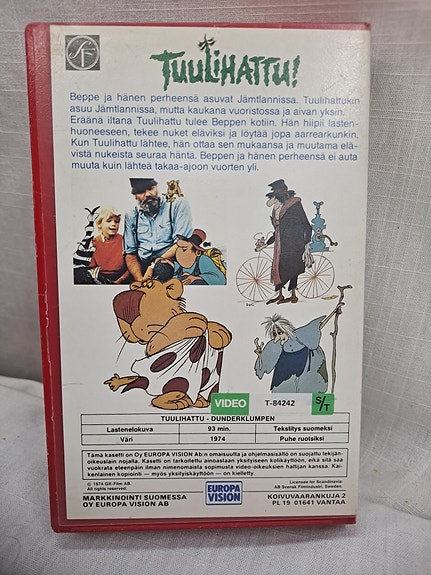 SF
TUULIHATTU!
Beppe ja hänen perheensä asuvat Jämtlannissa. Tuulihattukin
asuu Jämtlannissa, mutta kaukana vuoristossa ja aivan yksin.
Eräänä iltana Tuulihattu tulee Beppen kotiin. Hän hiipii lasten-
huoneeseen, tekee nuket eläviksi ja löytää jopa aarrearkunkin.
Kun Tuulihattu lähtee, hän ottaa sen mukaansa ja muutama elä-
vistä nukeista seuraa häntä. Beppen ja hänen perheensä ei auta
muuta kuin lähteä takaa-ajoon vuorten yli.
VIDEO T-84242 S/T
TUULIHATTU - DUNDERKLUMPEN
Lastenelokuva 93 min. Tekstitys suomeksi
Väri 1974 Puhe ruotsiksi
Tämä kasetti on Oy EUROPA VISION Ab:n omaisuutta ja ohjelmasisällö on suojattu tekijän-
oikeuslain nojalla. Kasetti on tarkoitettu ainoastaan yksityiseen kotikäyttöön, eikä sitä saa
vuokrata eteenpäin ilman nimenomaista sopimusta video-oikeuksien haltijan kanssa. Kai-
kenlainen kopiointi — myös yksityiskäyttöön — on kielletty.
© 1974 GK-Film AB.
All rights reserved.
Licensee for Scandinavia:
AB Svensk Filmindustri, Sweden.
MARKKINOINTI SUOMESSA
OY EUROPA VISION AB
EUROPA
VISION
KOIVUVAARANKUJA 2
PL 19 01641 VANTAA